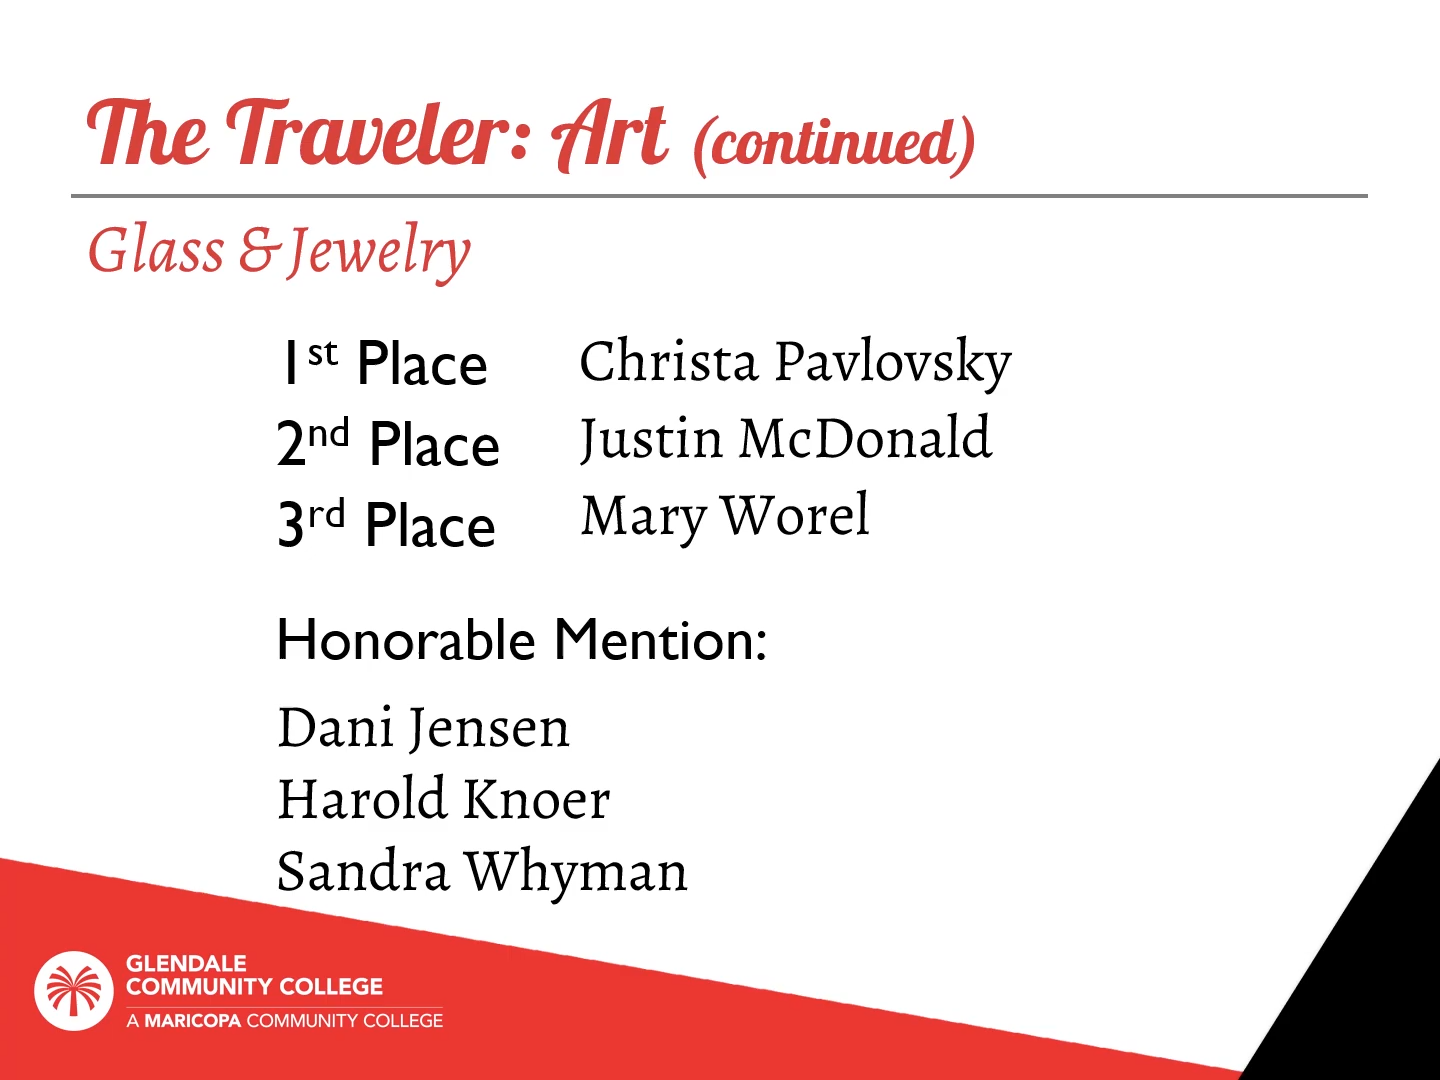 The Traveler: Art (continued)
Glass & Jewelry
1st Place Christa Pavlovsky
2nd Place Justin McDonald
3rd Place Mary Worel
Honorable Mention:
Dani Jensen
Harold Knoer
Sandra Whyman
GLENDALE
COMMUNITY COLLEGE
A MARICOPA COMMUNITY COLLEGE